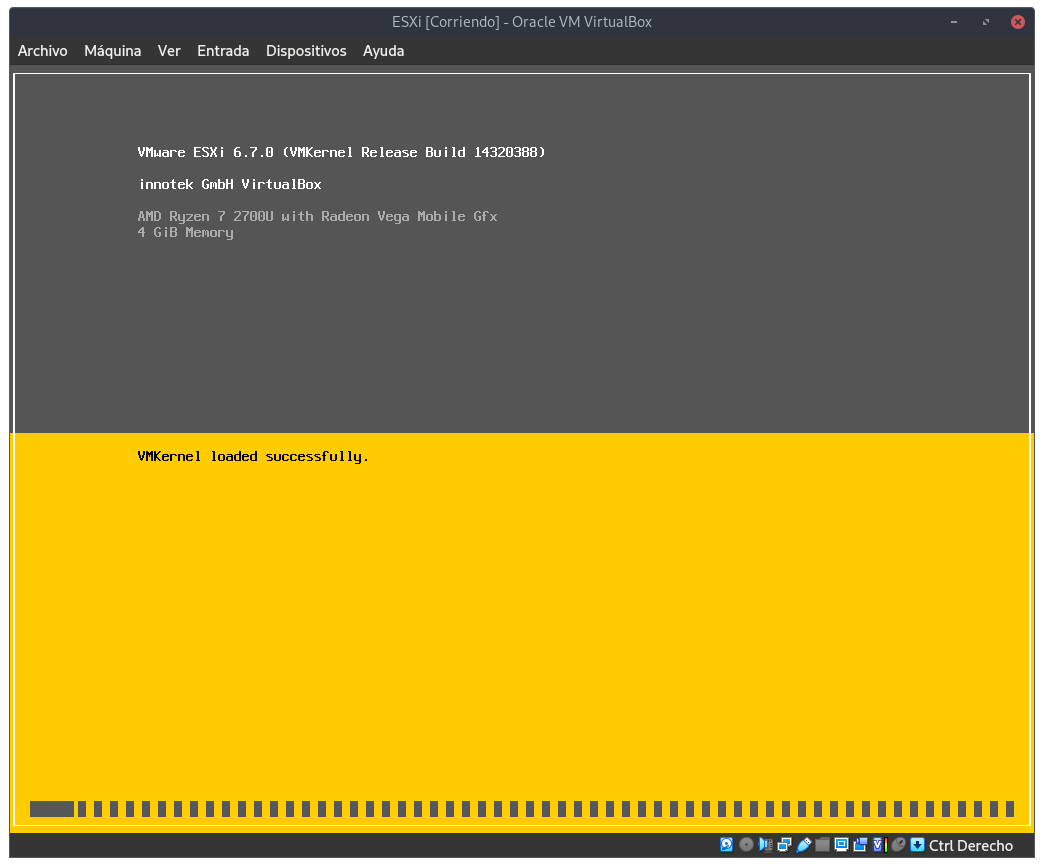 ESXi [Corriendo] - Oracle VM VirtualBox
Archivo Máquina Ver Entrada Dispositivos Ayuda
VMware ESXi 6.7.0 (VMKernel Release Build 14320388)
innotek GmbH VirtualBox
AMD Ryzen 7 2700U with Radeon Vega Mobile Gfx
4 GiB Memory
VMKernel loaded successfully.
Ctrl Derecho